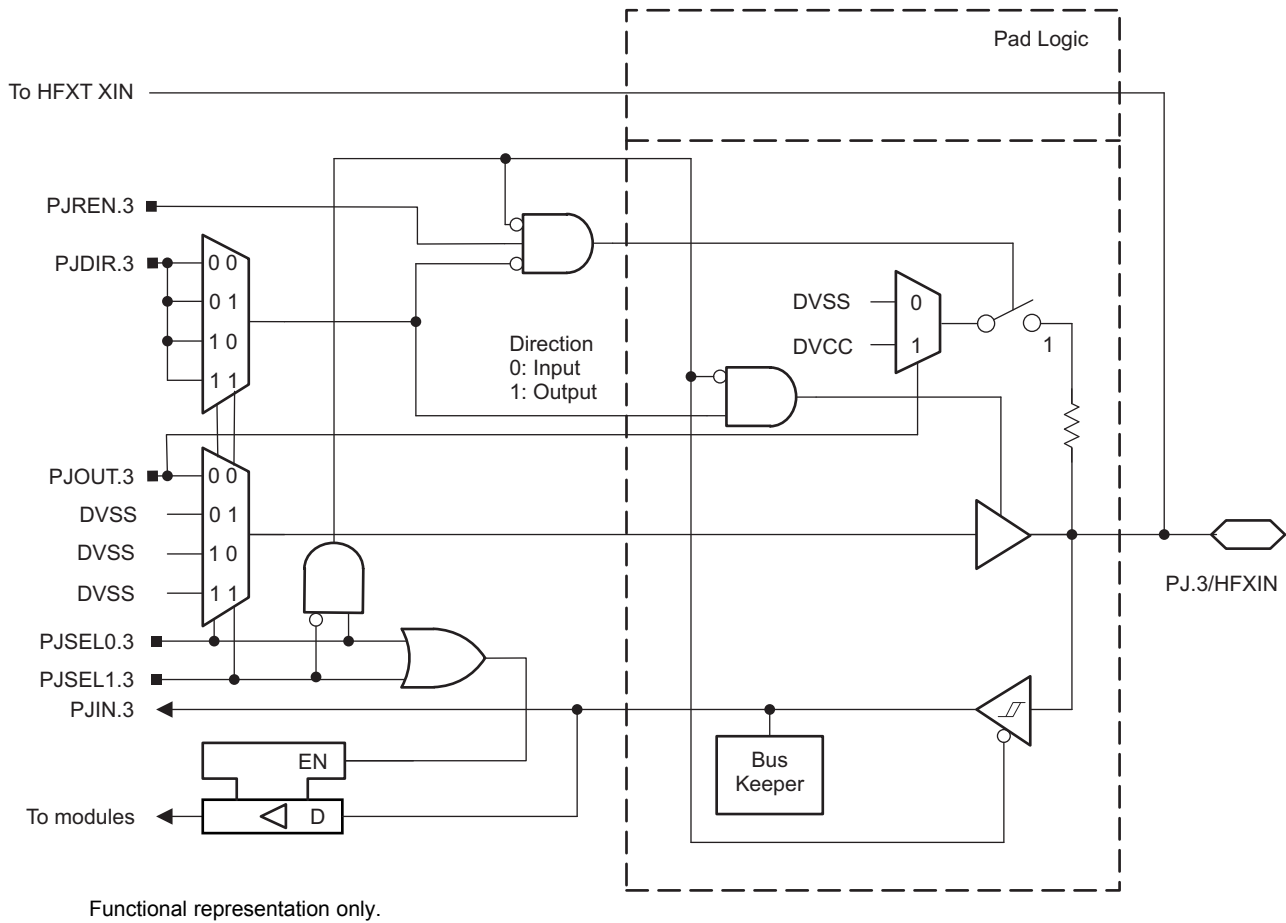 Pad Logic
To HFXT XIN
PJREN.3
PJDIR.3
0 0
0 1
1 0
1 1
Direction
0: Input
1: Output
DVSS
0
DVCC
1
1
PJOUT.3
0 0
DVSS
0 1
DVSS
1 0
DVSS
1 1
PJ.3/HFXIN
PJSEL0.3
PJSEL1.3
PJIN.3
EN
Bus
Keeper
To modules
D
Functional representation only.